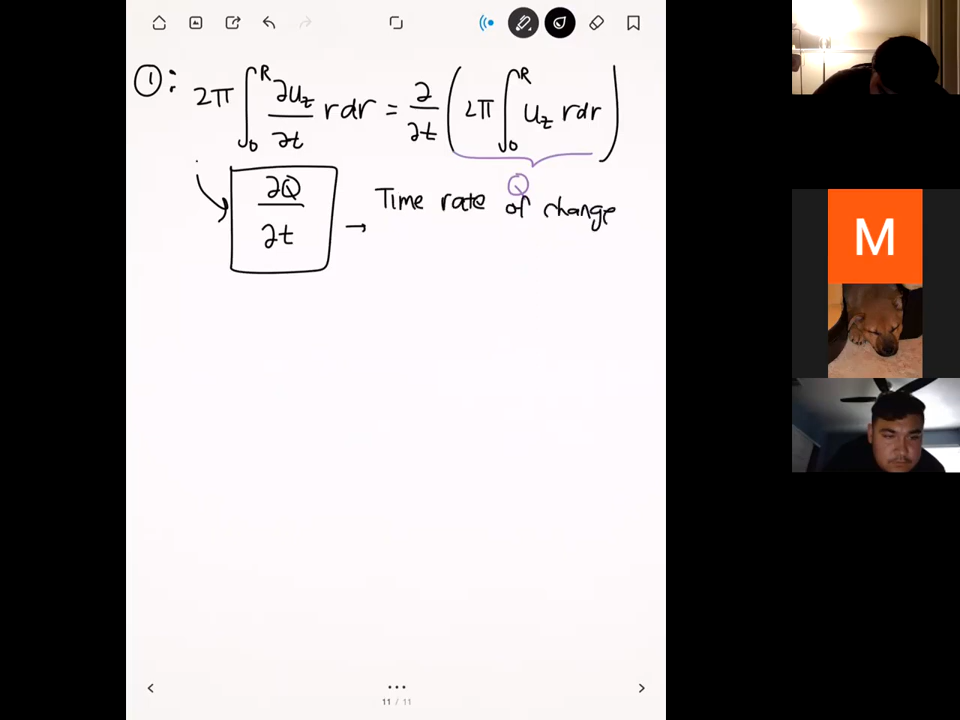 ① : 2π ∫₀ᴿ ∂u_z/∂t r dr = ∂/∂t ( 2π ∫₀ᴿ u_z r dr )
Q
∂Q/∂t → Time rate of change
M
11 / 11